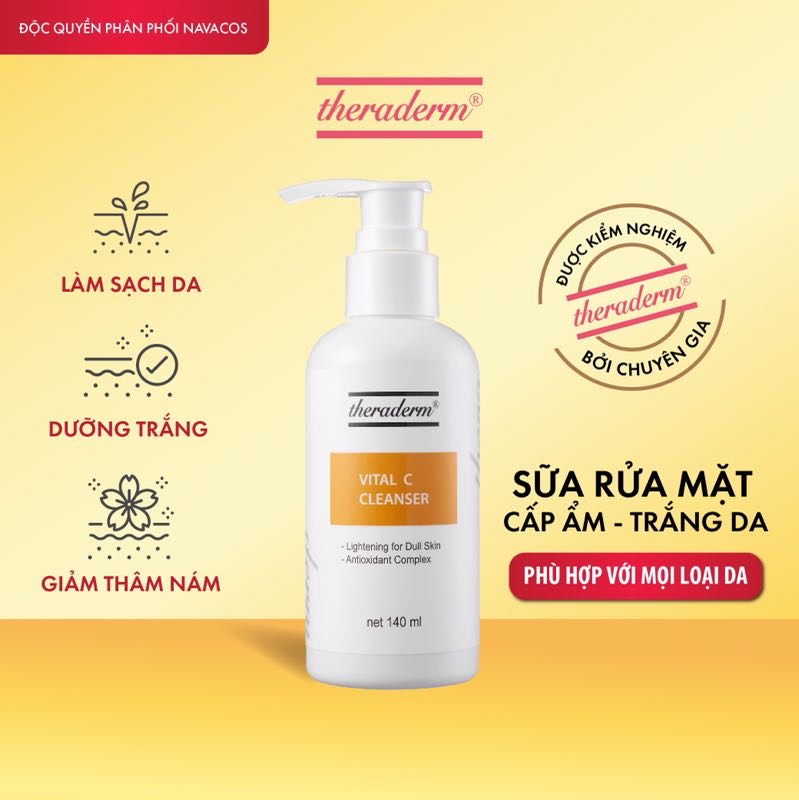 ĐỘC QUYỀN PHÂN PHỐI NAVACOS
theraderm®
LÀM SẠCH DA
DƯỠNG TRẮNG
GIẢM THÂM NÁM
theraderm®
VITAL C
CLEANSER
- Lightening for Dull Skin
- Antioxidant Complex
net 140 ml
ĐƯỢC KIỂM NGHIỆM
theraderm®
BỞI CHUYÊN GIA
SỮA RỬA MẶT
CẤP ẨM - TRẮNG DA
PHÙ HỢP VỚI MỌI LOẠI DA